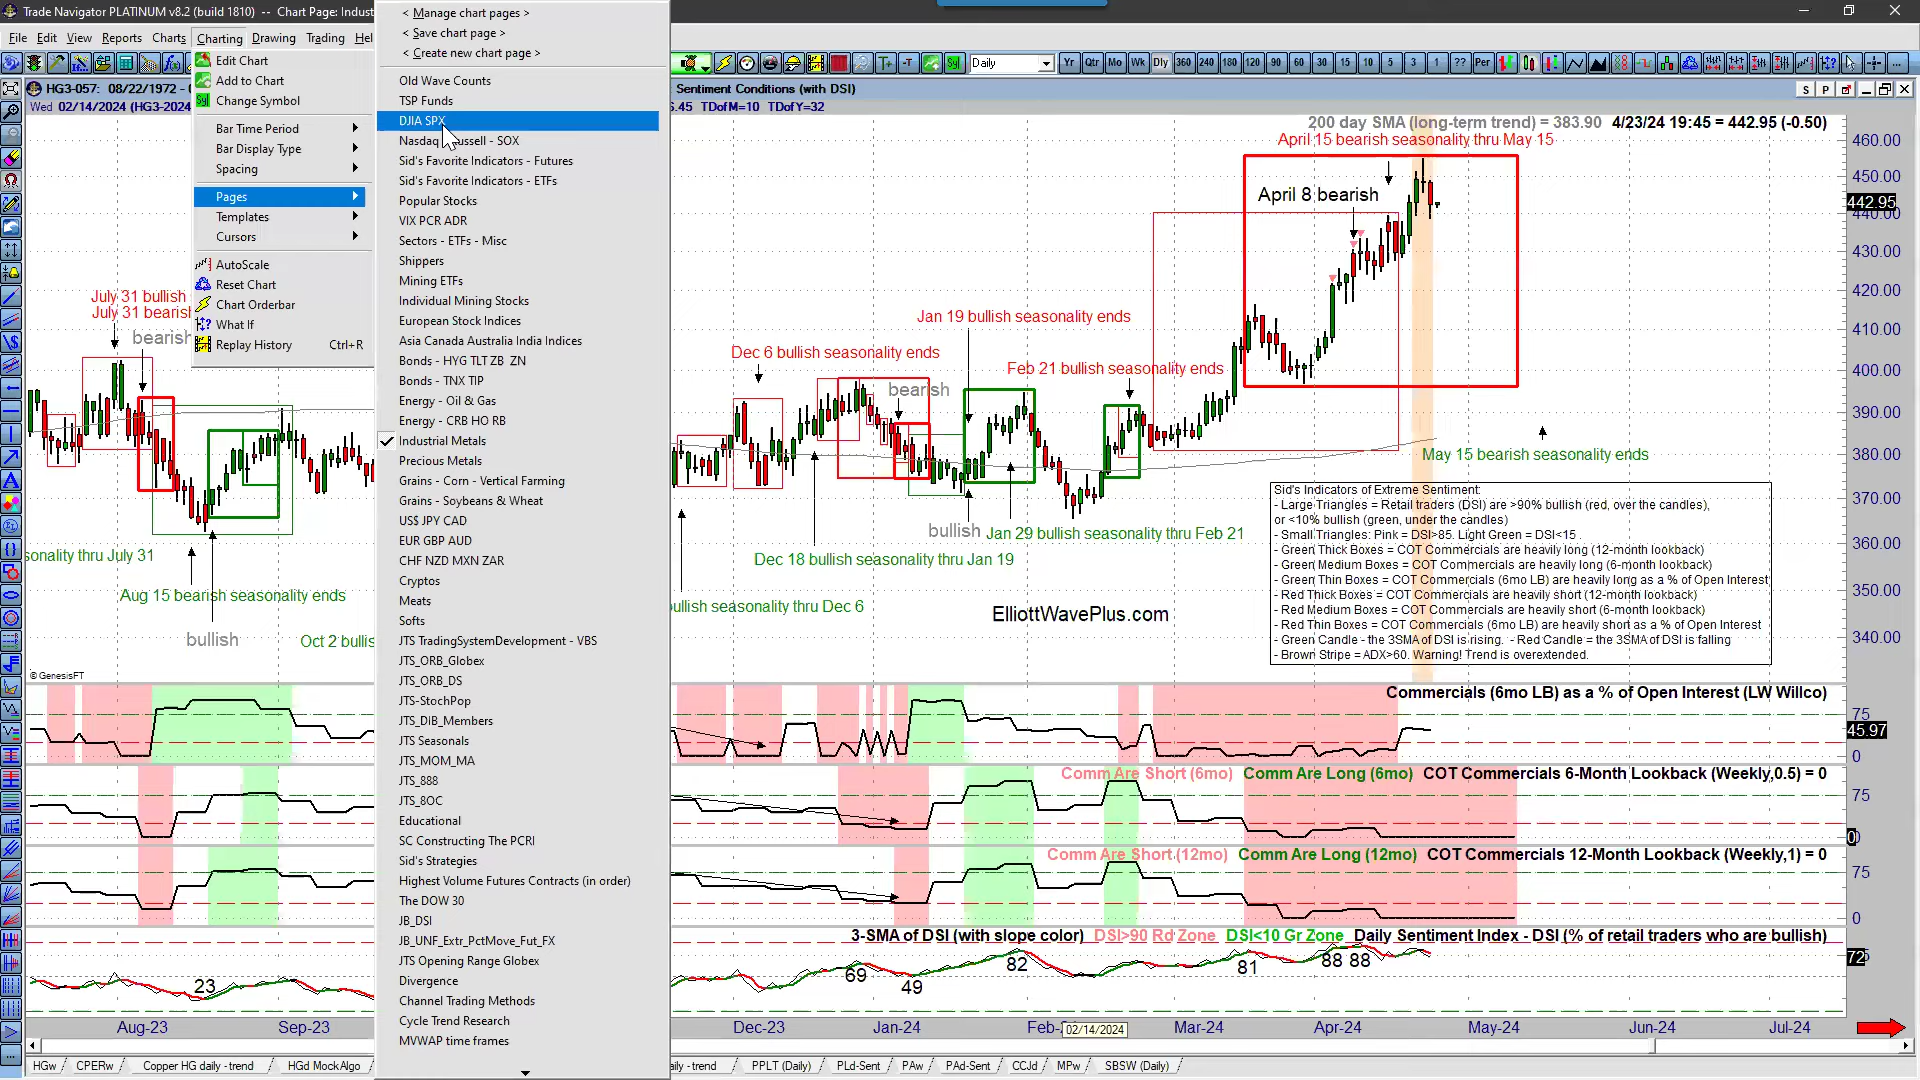 Trade Navigator PLATINUM v8.2 (build 1810) -- Chart Page: Indust
File Edit View Reports Charts Charting Drawing Trading Hel
Daily
Yr Qtr Mo Wk Dly 360 240 180 120 90 60 30 15 10 5 3 1 ?? Per
HG3-057: 08/22/1972 -
Sentiment Conditions (with DSI)
S P
Wed 02/14/2024 (HG3-2024
6.45 TDofM=10 TDofY=32
Edit Chart
Add to Chart
Change Symbol
Bar Time Period
Bar Display Type
Spacing
Pages
Templates
Cursors
AutoScale
Reset Chart
Chart Orderbar
What If
Replay History Ctrl+R
< Manage chart pages >
< Save chart page >
< Create new chart page >
Old Wave Counts
TSP Funds
DJIA SPX
Sid's Favorite Indicators - Futures
Sid's Favorite Indicators - ETFs
Popular Stocks
VIX PCR ADR
Sectors - ETFs - Misc
Shippers
Mining ETFs
Individual Mining Stocks
European Stock Indices
Asia Canada Australia India Indices
Bonds - HYG TLT ZB ZN
Bonds - TNX TIP
Energy - Oil & Gas
Energy - CRB HO RB
Industrial Metals
Precious Metals
Grains - Corn - Vertical Farming
Grains - Soybeans & Wheat
US$ JPY CAD
EUR GBP AUD
CHF NZD MXN ZAR
Cryptos
Meats
Softs
JTS TradingSystemDevelopment - VBS
JTS_ORB_Globex
JTS_ORB_DS
JTS-StochPop
JTS_DIB_Members
JTS Seasonals
JTS_MOM_MA
JTS_888
JTS_8OC
Educational
SC Constructing The PCRI
Sid's Strategies
Highest Volume Futures Contracts (in order)
The DOW 30
JB_DSI
JB_UNF_Extr_PctMove_Fut_FX
JTS Opening Range Globex
Divergence
Channel Trading Methods
Cycle Trend Research
MVWAP time frames
200 day SMA (long-term trend) = 383.90 4/23/24 19:45 = 442.95 (-0.50)
April 15 bearish seasonality thru May 15
April 8 bearish
460.00
450.00
442.95
440.00
430.00
420.00
410.00
400.00
390.00
380.00
370.00
360.00
350.00
340.00
July 31 bullish
July 31 bearish
bearish
Jan 19 bullish seasonality ends
Dec 6 bullish seasonality ends
Feb 21 bullish seasonality ends
bearish
May 15 bearish seasonality ends
bullish
Jan 29 bullish seasonality thru Feb 21
sonality thru July 31
Dec 18 bullish seasonality thru Jan 19
Aug 15 bearish seasonality ends
ullish seasonality thru Dec 6
bullish
Oct 2 bullis
ElliottWavePlus.com
Sid's Indicators of Extreme Sentiment:
- Large Triangles = Retail traders (DSI) are >90% bullish (red, over the candles),
or <10% bullish (green, under the candles)
- Small Triangles: Pink = DSI>85. Light Green = DSI<15
- Green Thick Boxes = COT Commercials are heavily long (12-month lookback)
- Green Medium Boxes = COT Commercials are heavily long (6-month lookback)
- Green Thin Boxes = COT Commercials (6mo LB) are heavily long as a % of Open Interest
- Red Thick Boxes = COT Commercials are heavily short (12-month lookback)
- Red Medium Boxes = COT Commercials are heavily short (6-month lookback)
- Red Thin Boxes = COT Commercials (6mo LB) are heavily short as a % of Open Interest
- Green Candle - the 3SMA of DSI is rising. - Red Candle = the 3SMA of DSI is falling
- Brown Stripe = ADX>60. Warning! Trend is overextended.
© GenesisFT
Commercials (6mo LB) as a % of Open Interest (LW Willco)
75
45.97
0
Comm Are Short (6mo) Comm Are Long (6mo) COT Commercials 6-Month Lookback (Weekly,0.5) = 0
75
0
Comm Are Short (12mo) Comm Are Long (12mo) COT Commercials 12-Month Lookback (Weekly,1) = 0
75
0
3-SMA of DSI (with slope color) DSI>90 Rd Zone DSI<10 Gr Zone Daily Sentiment Index - DSI (% of retail traders who are bullish)
72
23
69
49
82
81
88 88
Aug-23 Sep-23 Dec-23 Jan-24 Feb- 02/14/2024 Mar-24 Apr-24 May-24 Jun-24 Jul-24
HGw CPERw Copper HG daily - trend HGd MockAlgo ily - trend PPLT (Daily) PLd-Sent PAw PAd-Sent CCJd MPw SBSW (Daily)